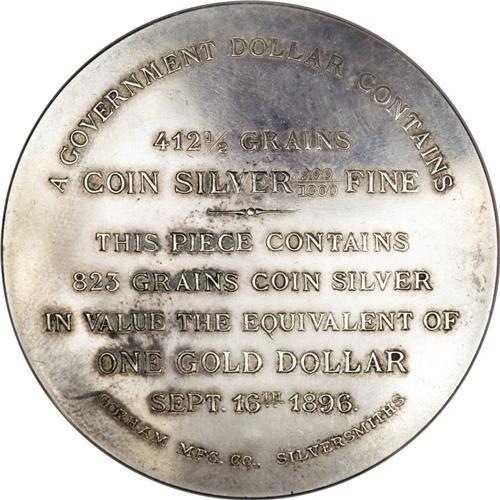 A GOVERNMENT DOLLAR CONTAINS
412½ GRAINS
COIN SILVER 900/1000 FINE
THIS PIECE CONTAINS
823 GRAINS COIN SILVER
IN VALUE THE EQUIVALENT OF
ONE GOLD DOLLAR
SEPT. 16TH 1896.
GORHAM MFG. CO., SILVERSMITHS